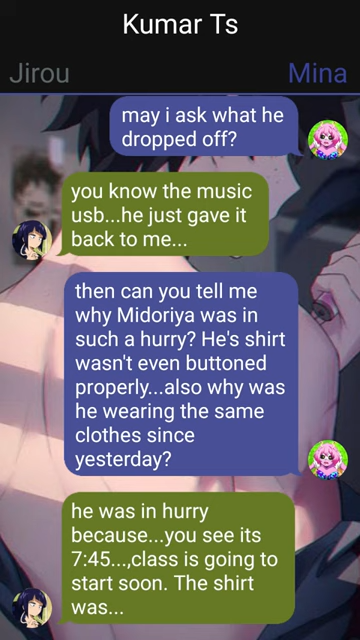 Kumar Ts
Jirou
Mina
may i ask what he
dropped off?
you know the music
usb...he just gave it
back to me...
then can you tell me
why Midoriya was in
such a hurry? He's shirt
wasn't even buttoned
properly...also why was
he wearing the same
clothes since
yesterday?
he was in hurry
because...you see its
7:45...,class is going to
start soon. The shirt
was...